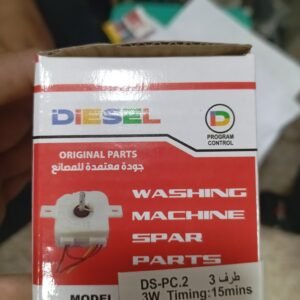 DIESEL
D
PROGRAM
CONTROL
ORIGINAL PARTS
جودة معتمدة للمصانع
WASHING
MACHINE
SPAR
PARTS
MODEL
DS-PC.2 طرف 3
3W Timing:15mins